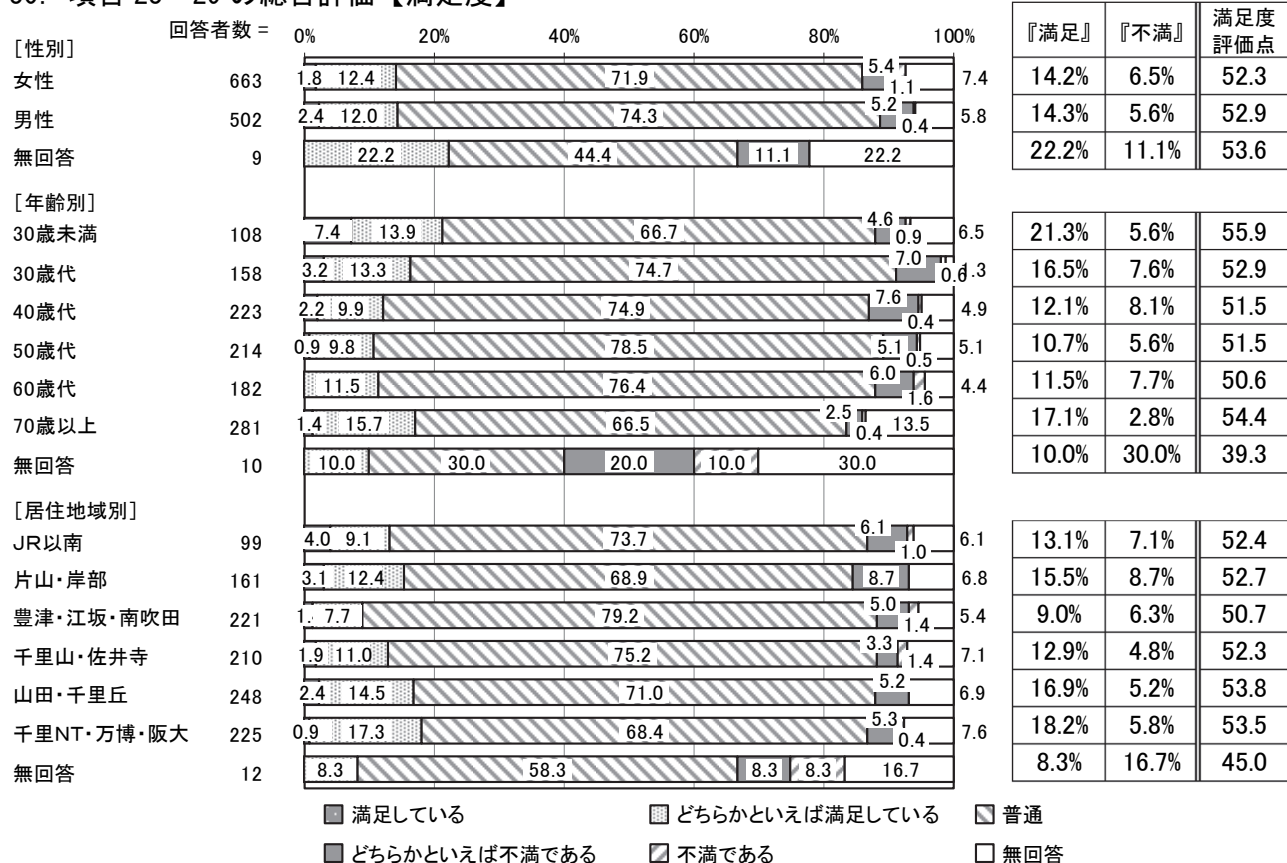 総合評価【満足度】
回答者数 = 0% 20% 40% 60% 80% 100% 『満足』 『不満』 満足度評価点
[性別]
女性 663 1.8 12.4 71.9 5.4 1.1 7.4 14.2% 6.5% 52.3
男性 502 2.4 12.0 74.3 5.2 0.4 5.8 14.3% 5.6% 52.9
無回答 9 22.2 44.4 11.1 22.2 22.2% 11.1% 53.6
[年齢別]
30歳未満 108 7.4 13.9 66.7 4.6 0.9 6.5 21.3% 5.6% 55.9
30歳代 158 3.2 13.3 74.7 7.0 0.6 16.5% 7.6% 52.9
40歳代 223 2.2 9.9 74.9 7.6 0.4 4.9 12.1% 8.1% 51.5
50歳代 214 0.9 9.8 78.5 5.1 0.5 5.1 10.7% 5.6% 51.5
60歳代 182 11.5 76.4 6.0 1.6 4.4 11.5% 7.7% 50.6
70歳以上 281 1.4 15.7 66.5 2.5 0.4 13.5 17.1% 2.8% 54.4
無回答 10 10.0 30.0 20.0 10.0 30.0 10.0% 30.0% 39.3
[居住地域別]
JR以南 99 4.0 9.1 73.7 6.1 1.0 6.1 13.1% 7.1% 52.4
片山・岸部 161 3.1 12.4 68.9 8.7 6.8 15.5% 8.7% 52.7
豊津・江坂・南吹田 221 7.7 79.2 5.0 1.4 5.4 9.0% 6.3% 50.7
千里山・佐井寺 210 1.9 11.0 75.2 3.3 1.4 7.1 12.9% 4.8% 52.3
山田・千里丘 248 2.4 14.5 71.0 5.2 6.9 16.9% 5.2% 53.8
千里NT・万博・阪大 225 0.9 17.3 68.4 5.3 0.4 7.6 18.2% 5.8% 53.5
無回答 12 8.3 58.3 8.3 8.3 16.7 8.3% 16.7% 45.0
満足している どちらかといえば満足している 普通
どちらかといえば不満である 不満である 無回答